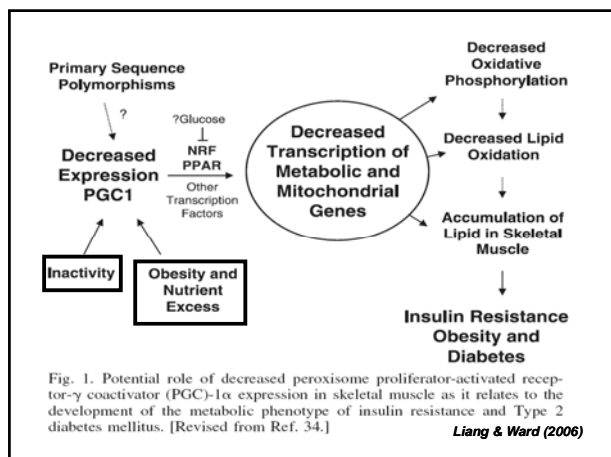 Primary Sequence
Polymorphisms
?
Decreased
Expression
PGC1
Inactivity
Obesity and
Nutrient
Excess
?Glucose
NRF
PPAR
Other
Transcription
Factors
Decreased
Transcription of
Metabolic and
Mitochondrial
Genes
Decreased
Oxidative
Phosphorylation
Decreased Lipid
Oxidation
Accumulation of
Lipid in Skeletal
Muscle
Insulin Resistance
Obesity and
Diabetes
Fig. 1. Potential role of decreased peroxisome proliferator-activated recep-
tor-γ coactivator (PGC)-1α expression in skeletal muscle as it relates to the
development of the metabolic phenotype of insulin resistance and Type 2
diabetes mellitus. [Revised from Ref. 34.]
Liang & Ward (2006)